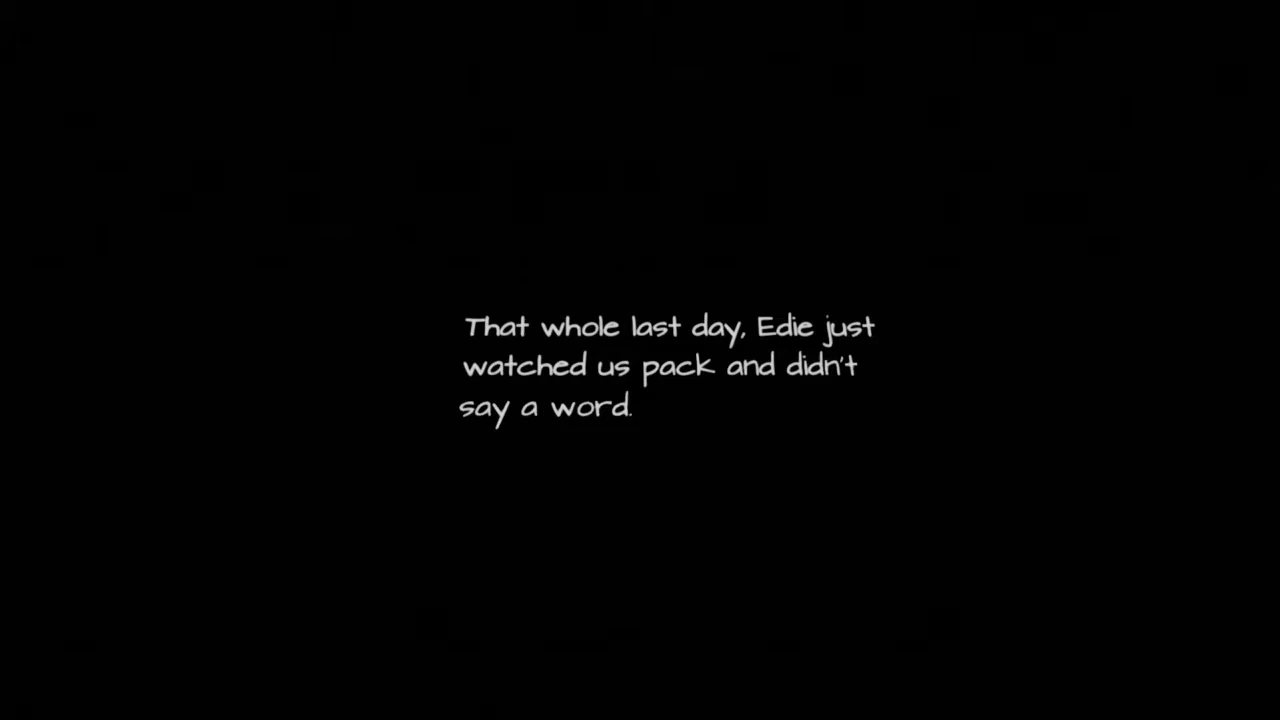 That whole last day, Edie just
watched us pack and didn't
say a word.